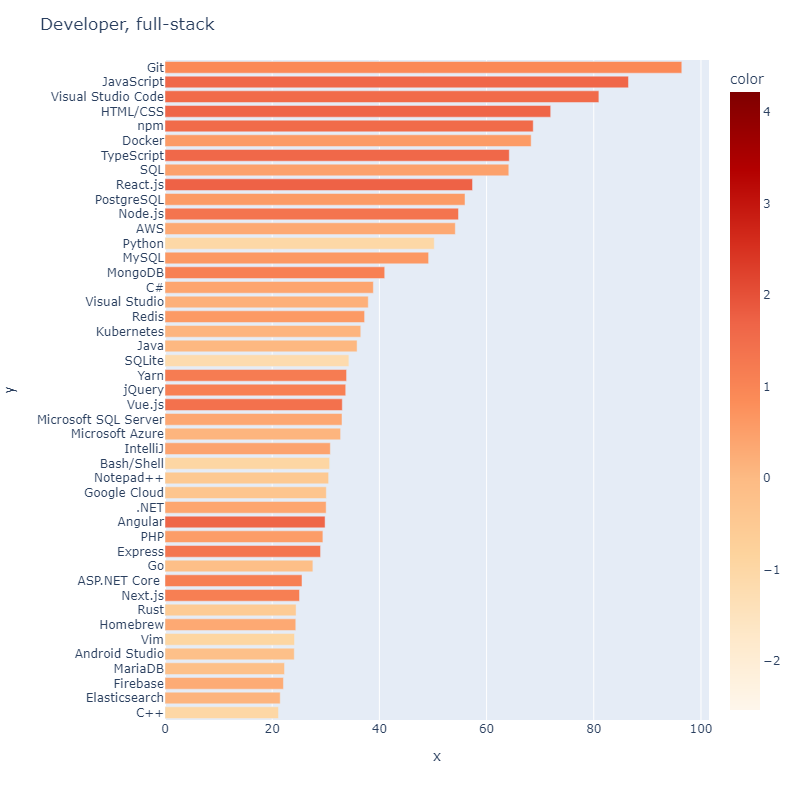 Developer, full-stack
Git
JavaScript
Visual Studio Code
HTML/CSS
npm
Docker
TypeScript
SQL
React.js
PostgreSQL
Node.js
AWS
Python
MySQL
MongoDB
C#
Visual Studio
Redis
Kubernetes
Java
SQLite
Yarn
jQuery
Vue.js
Microsoft SQL Server
Microsoft Azure
IntelliJ
Bash/Shell
Notepad++
Google Cloud
.NET
Angular
PHP
Express
Go
ASP.NET Core
Next.js
Rust
Homebrew
Vim
Android Studio
MariaDB
Firebase
Elasticsearch
C++
y
0 20 40 60 80 100
x
color
4
3
2
1
0
−1
−2